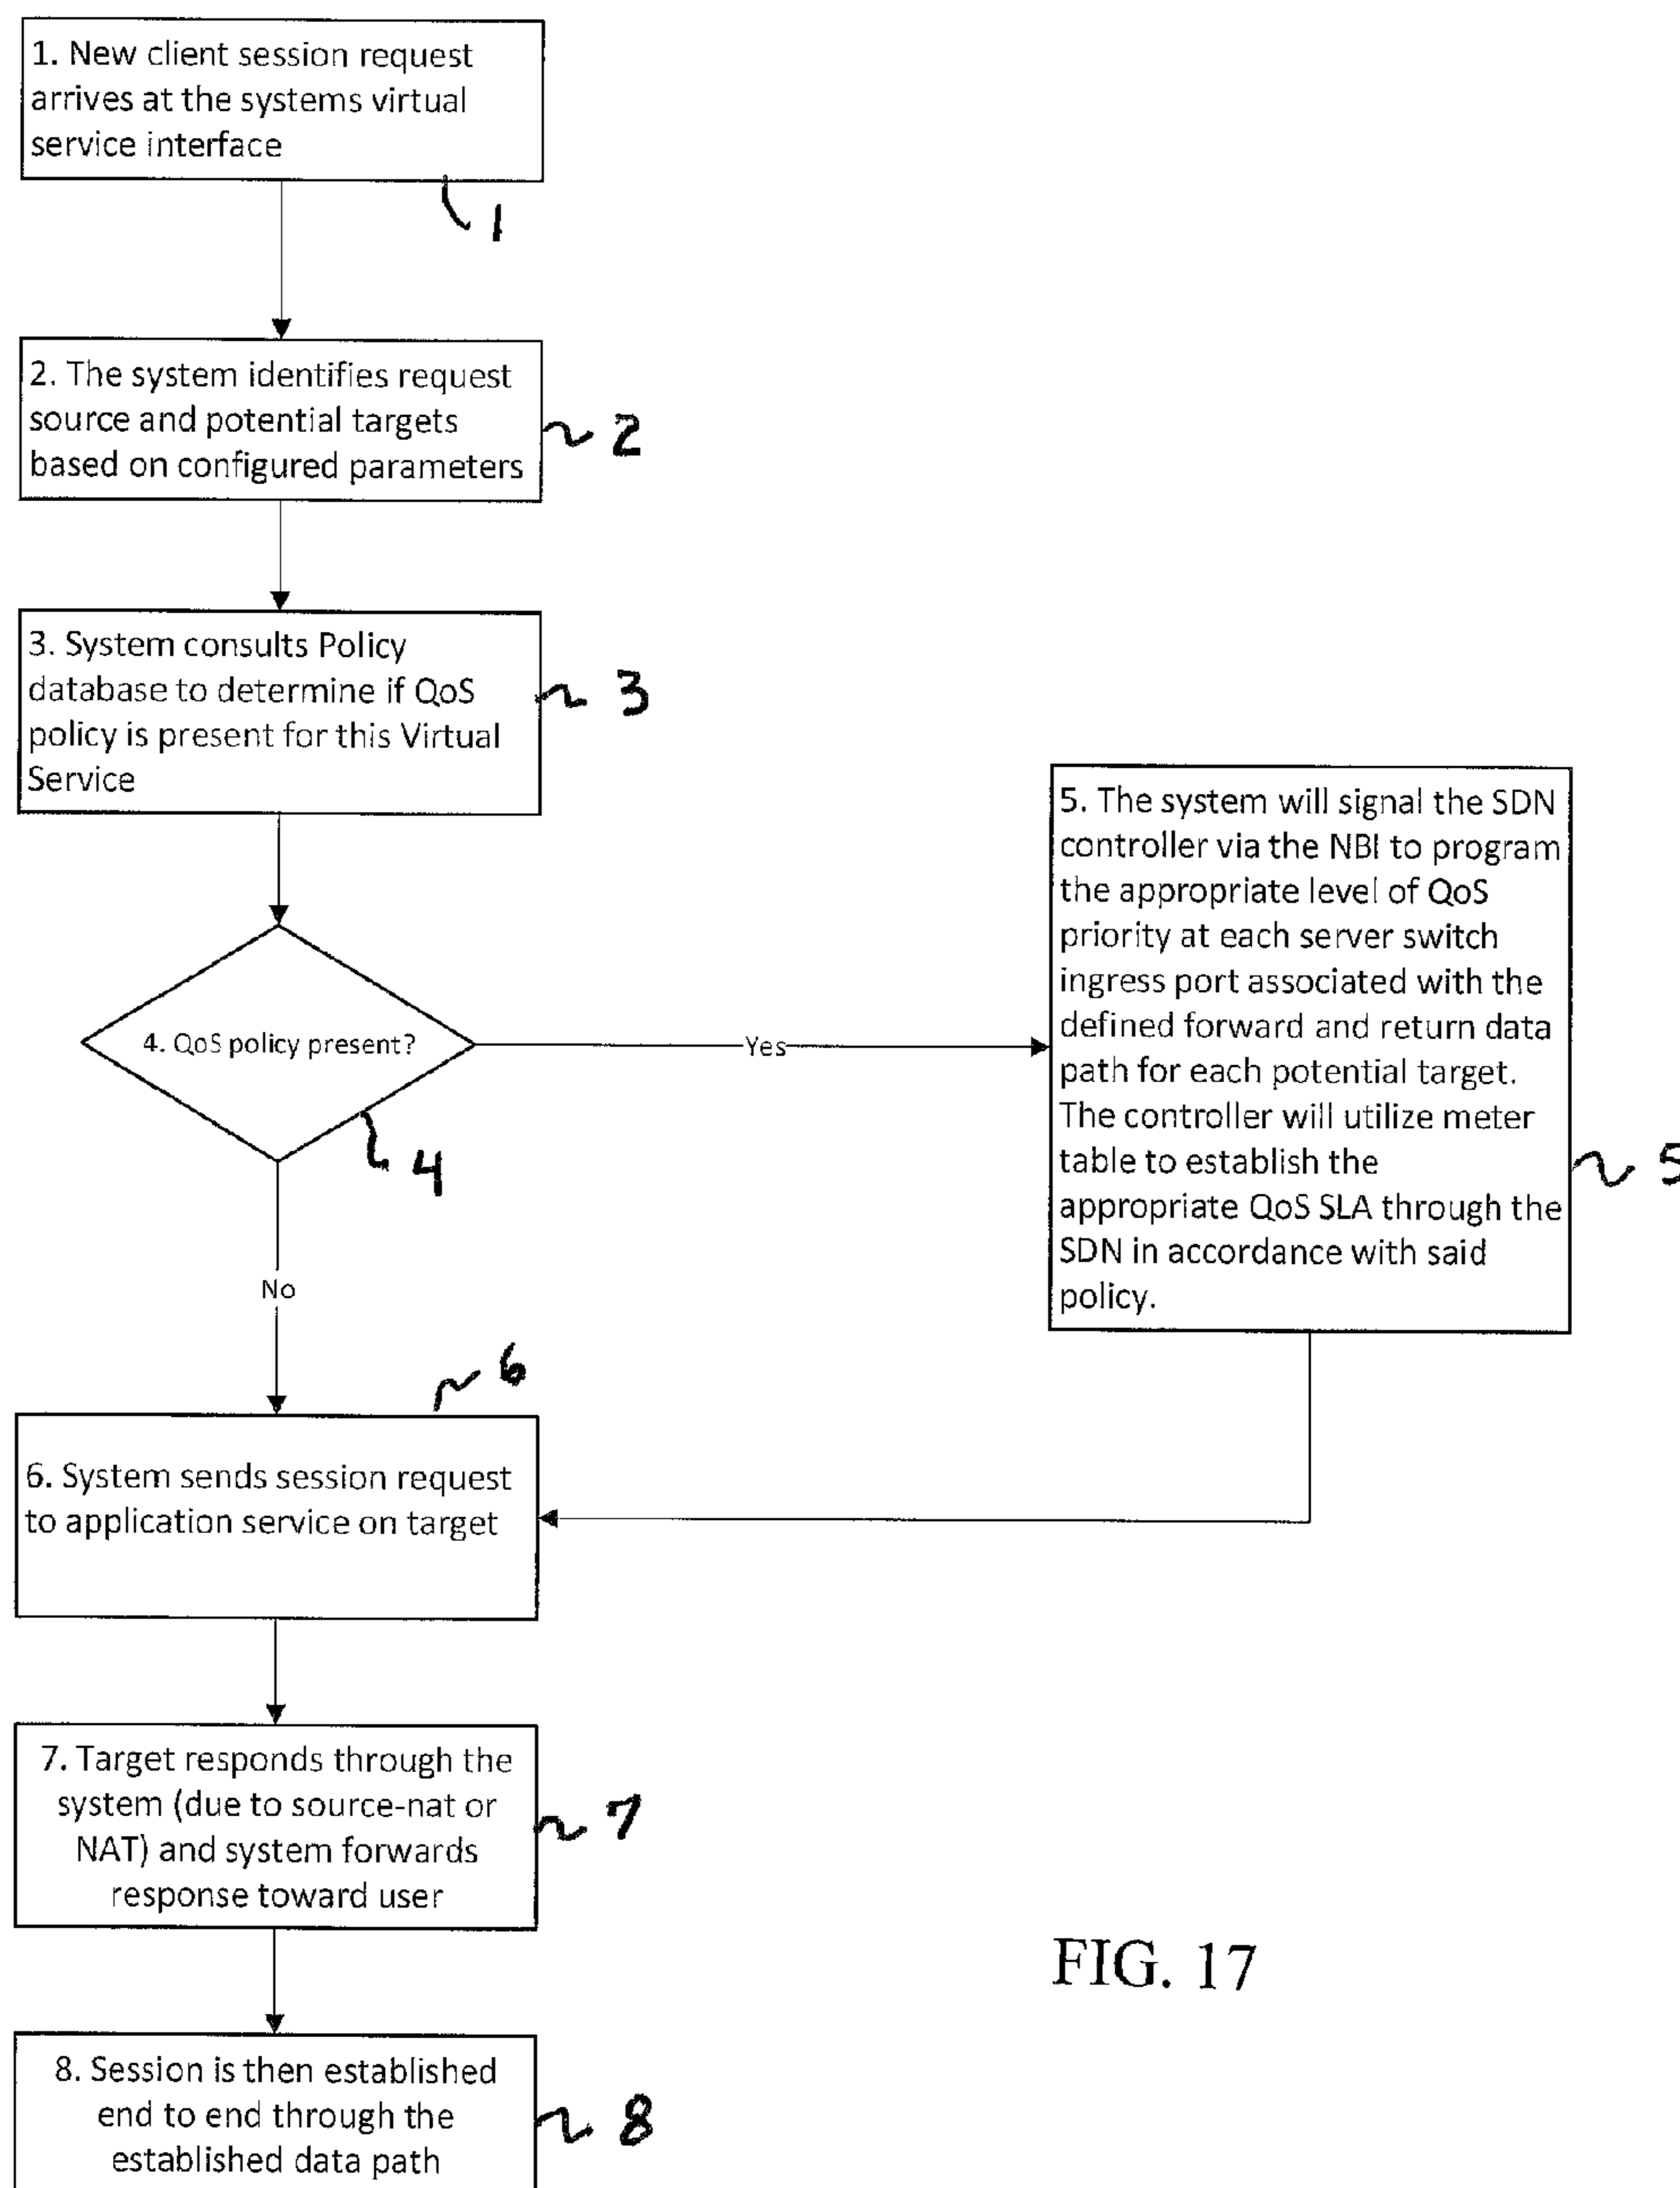 1. New client session request
arrives at the systems virtual
service interface
1
2. The system identifies request
source and potential targets
based on configured parameters
2
3. System consults Policy
database to determine if QoS
policy is present for this Virtual
Service
3
4. QoS policy present?
4
Yes
5. The system will signal the SDN
controller via the NBI to program
the appropriate level of QoS
priority at each server switch
ingress port associated with the
defined forward and return data
path for each potential target.
The controller will utilize meter
table to establish the
appropriate QoS SLA through the
SDN in accordance with said
policy.
5
No
6
6. System sends session request
to application service on target
7. Target responds through the
system (due to source-nat or
NAT) and system forwards
response toward user
7
8. Session is then established
end to end through the
established data path
8
FIG. 17